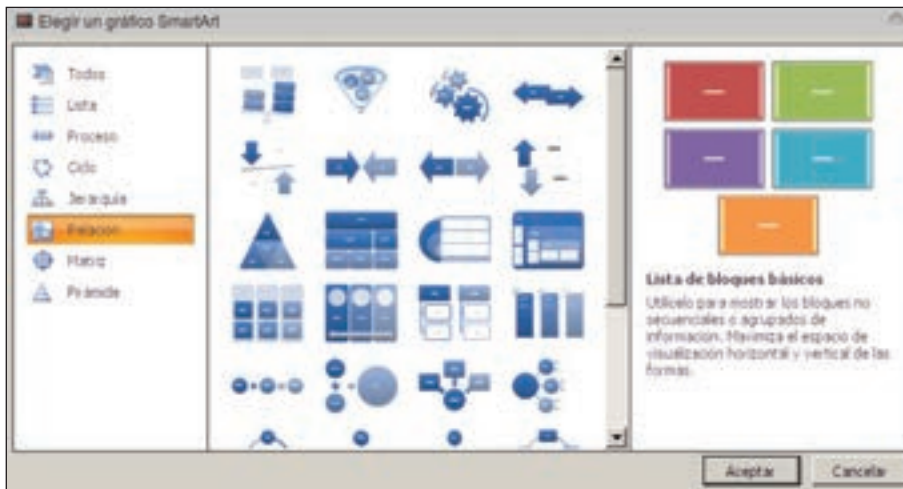 Elegir un gráfico SmartArt
Todos
Lista
Proceso
Ciclo
Jerarquía
Relación
Matriz
Pirámide
Lista de bloques básicos
Utilícelo para mostrar los bloques no
secuenciales o agrupados de
información. Maximiza el espacio de
visualización horizontal y vertical de las
formas.
Aceptar
Cancelar